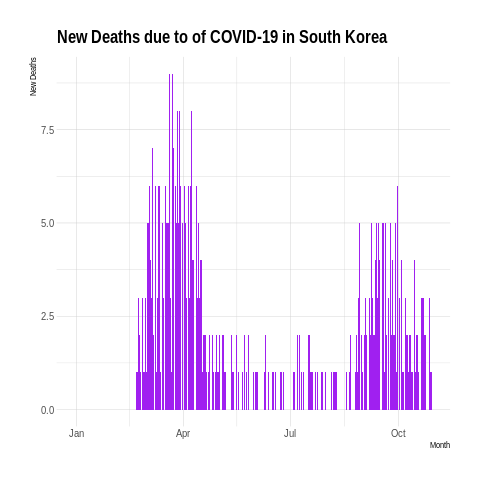 New Deaths due to of COVID-19 in South Korea
New Deaths
7.5
5.0
2.5
0.0
Jan Apr Jul Oct
Month